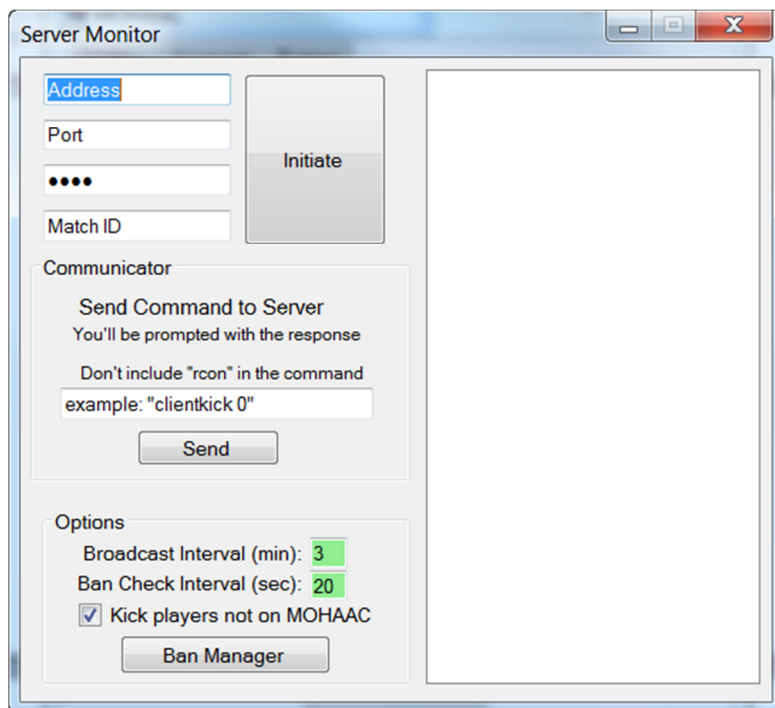 Server Monitor
Address
Port
••••
Match ID
Initiate
Communicator
Send Command to Server
You'll be prompted with the response
Don't include "rcon" in the command
example: "clientkick 0"
Send
Options
Broadcast Interval (min): 3
Ban Check Interval (sec): 20
Kick players not on MOHAAC
Ban Manager